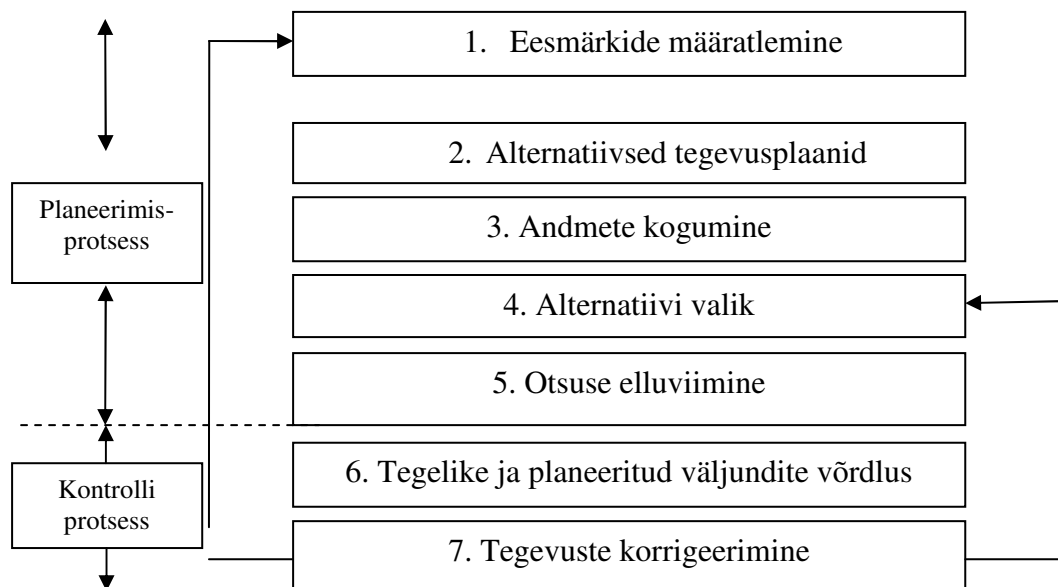 1. Eesmärkide määratlemine
2. Alternatiivsed tegevusplaanid
Planeerimis-
protsess
3. Andmete kogumine
4. Alternatiivi valik
5. Otsuse elluviimine
6. Tegelike ja planeeritud väljundite võrdlus
Kontrolli
protsess
7. Tegevuste korrigeerimine